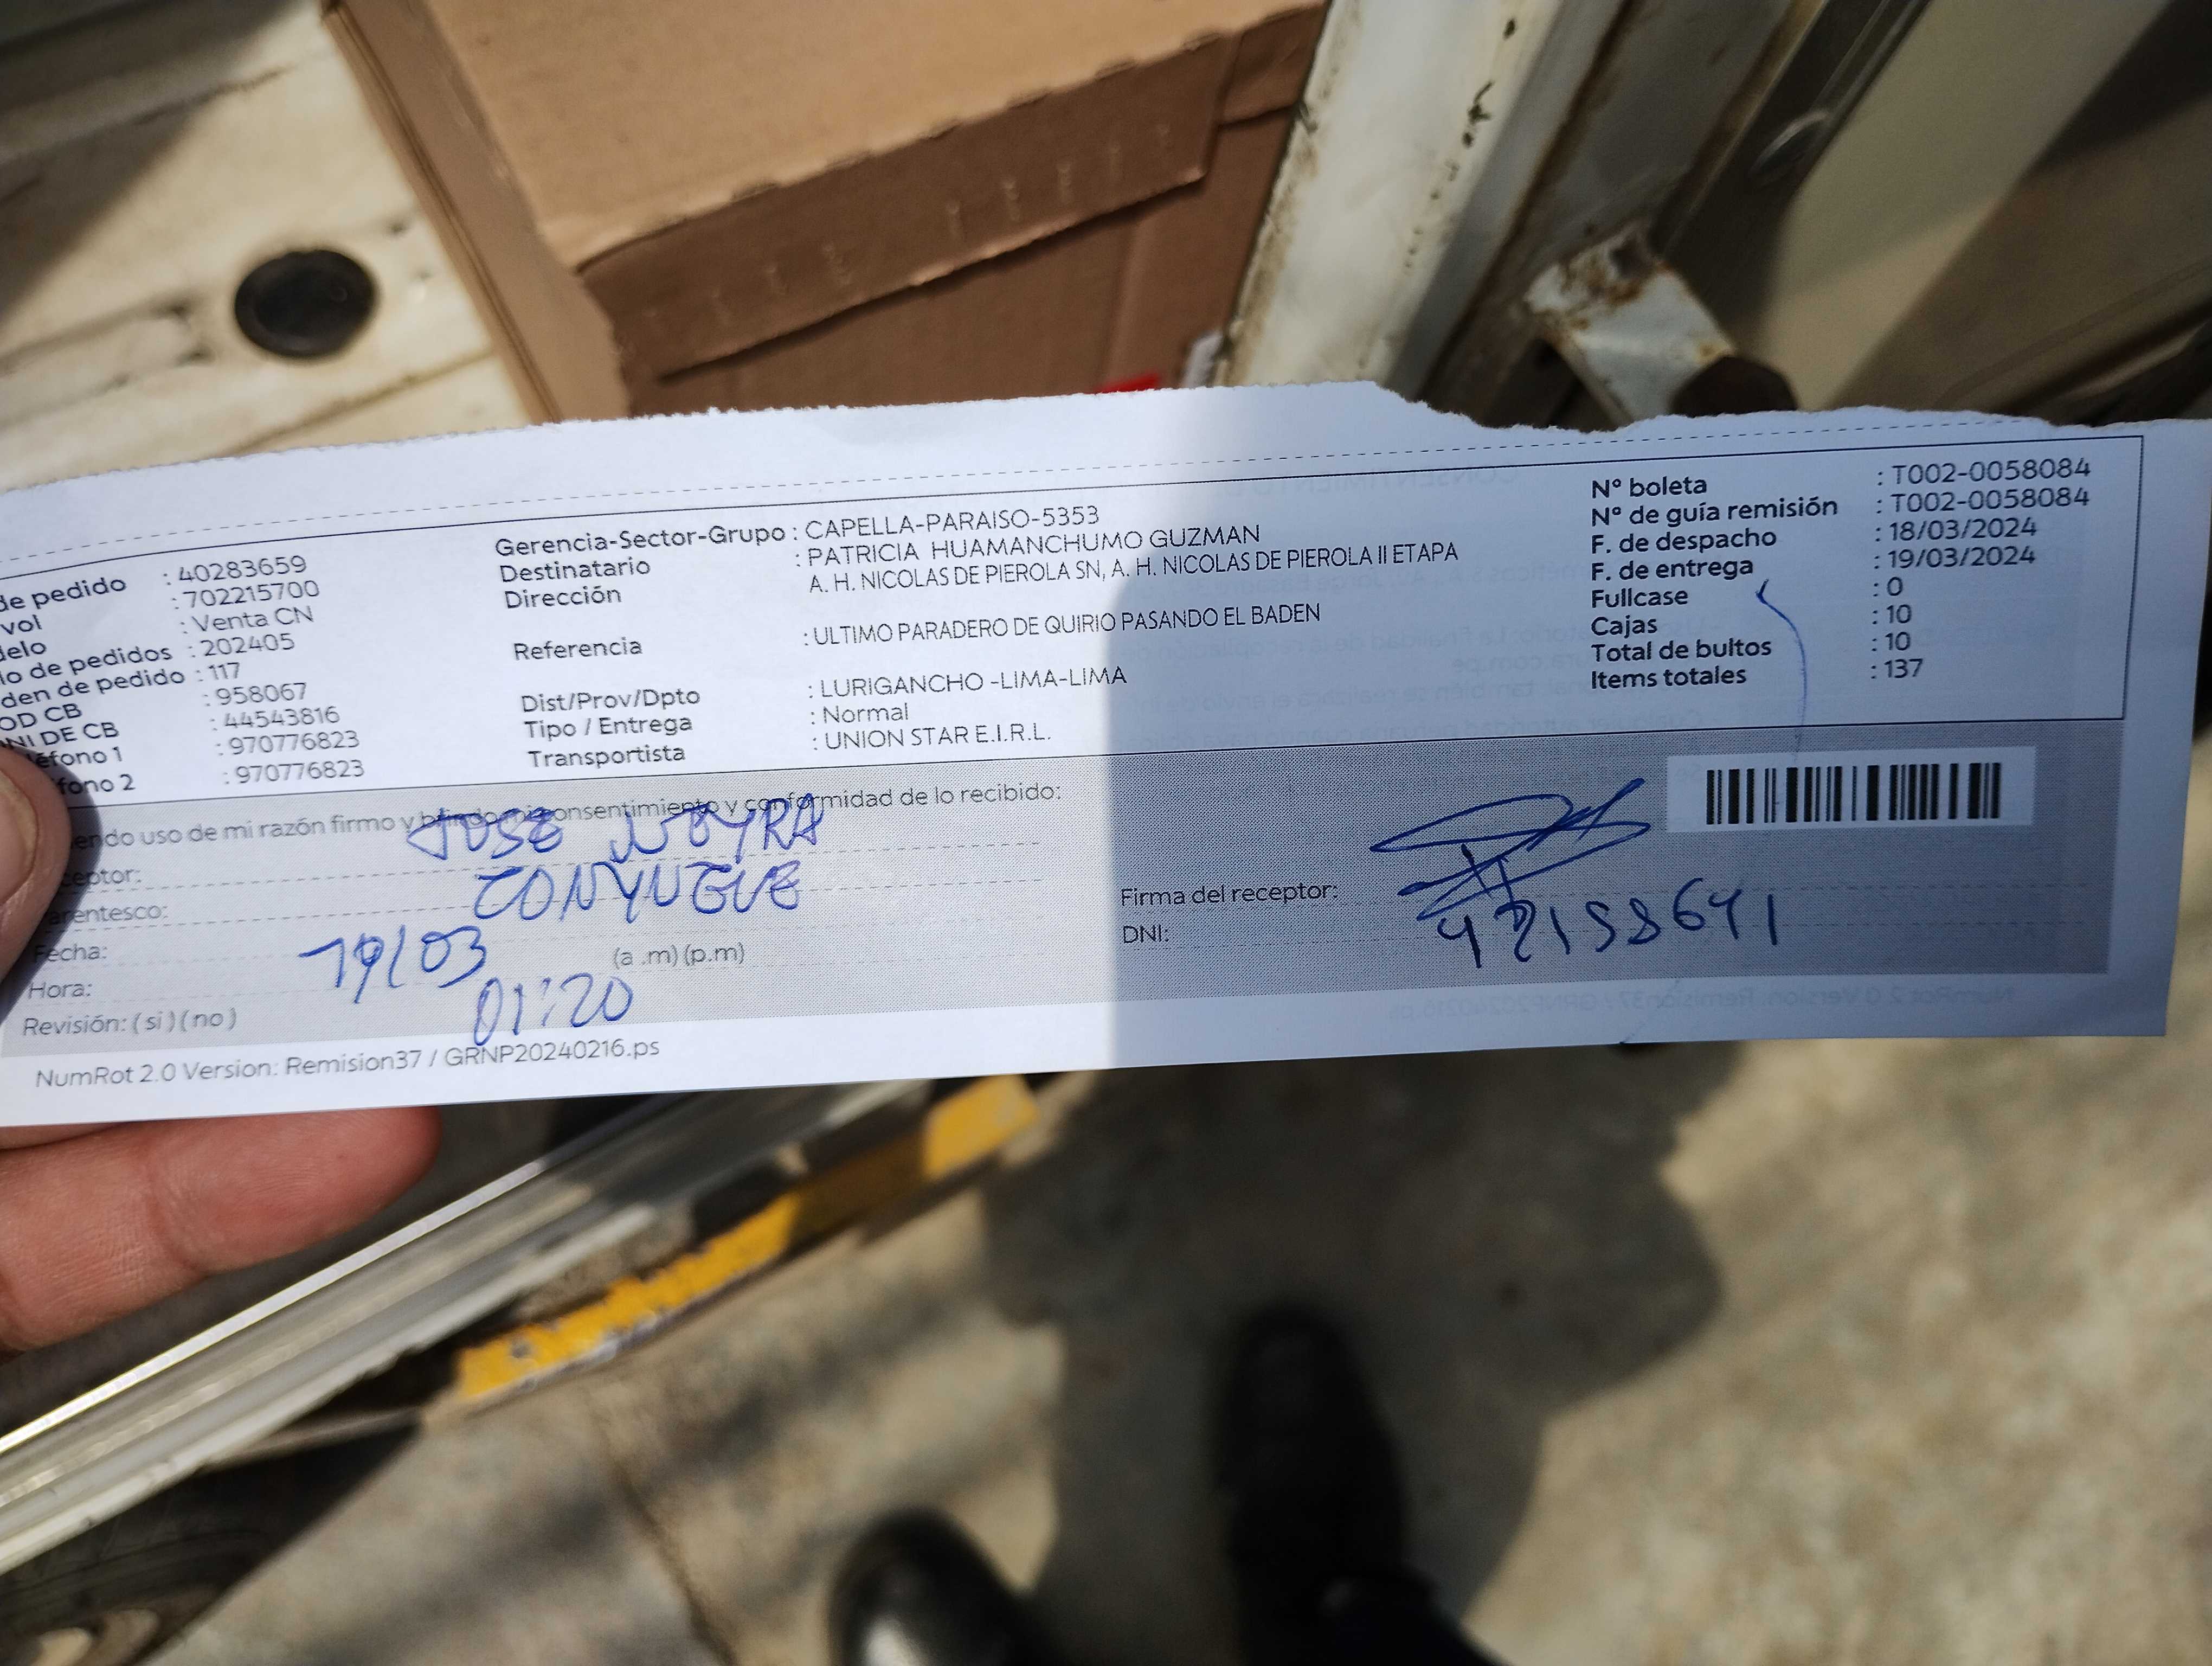 de pedido : 40283659
vol : 702215700
delo : Venta CN
io de pedidos : 202405
den de pedido : 117
OD CB : 958067
NI DE CB : 44543816
léfono 1 : 970776823
fono 2 : 970776823
Gerencia-Sector-Grupo : CAPELLA-PARAISO-5353
Destinatario : PATRICIA HUAMANCHUMO GUZMAN
Dirección A. H. NICOLAS DE PIEROLA SN, A. H. NICOLAS DE PIEROLA II ETAPA
Referencia : ULTIMO PARADERO DE QUIRIO PASANDO EL BADEN
Dist/Prov/Dpto : LURIGANCHO -LIMA-LIMA
Tipo / Entrega : Normal
Transportista : UNION STAR E.I.R.L.
Nº boleta : T002-0058084
Nº de guía remisión : T002-0058084
F. de despacho : 18/03/2024
F. de entrega : 19/03/2024
Fullcase : 0
Cajas : 10
Total de bultos : 10
Items totales : 137
endo uso de mi razón firmo y brindo mi consentimiento y conformidad de lo recibido:
ceptor: JOSE NEYRA
arentesco: CONYUGUE
Fecha: 19/03
Hora: 01:20 (a .m) (p.m)
Revisión: ( si ) ( no )
Firma del receptor:
DNI:
NumRot 2.0 Version: Remision37 / GRNP20240216.ps